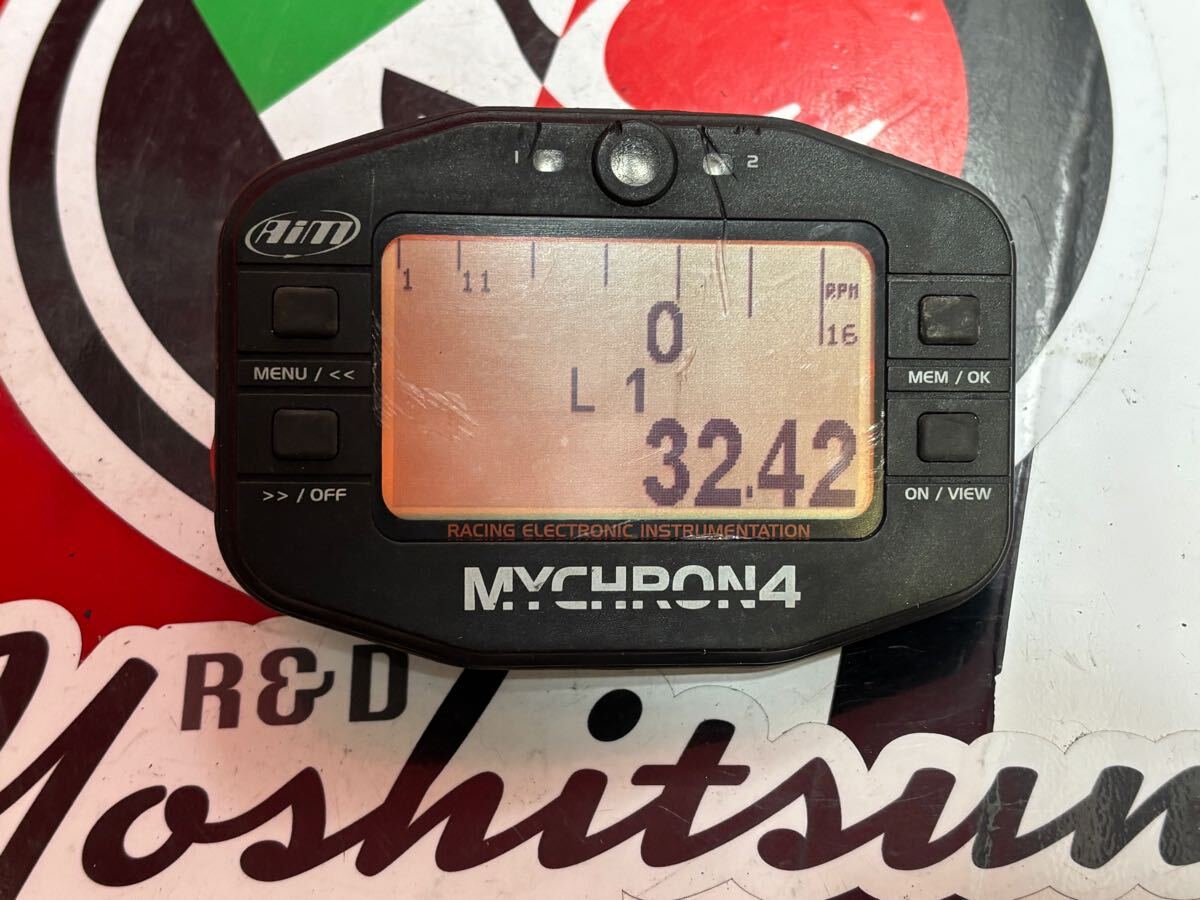 1 2
AiM
1 11 RPM
0 16
L 1
32.42
MENU / <<
>> / OFF
MEM / OK
ON / VIEW
RACING ELECTRONIC INSTRUMENTATION
MYCHRON4
R&D
Yoshitsun